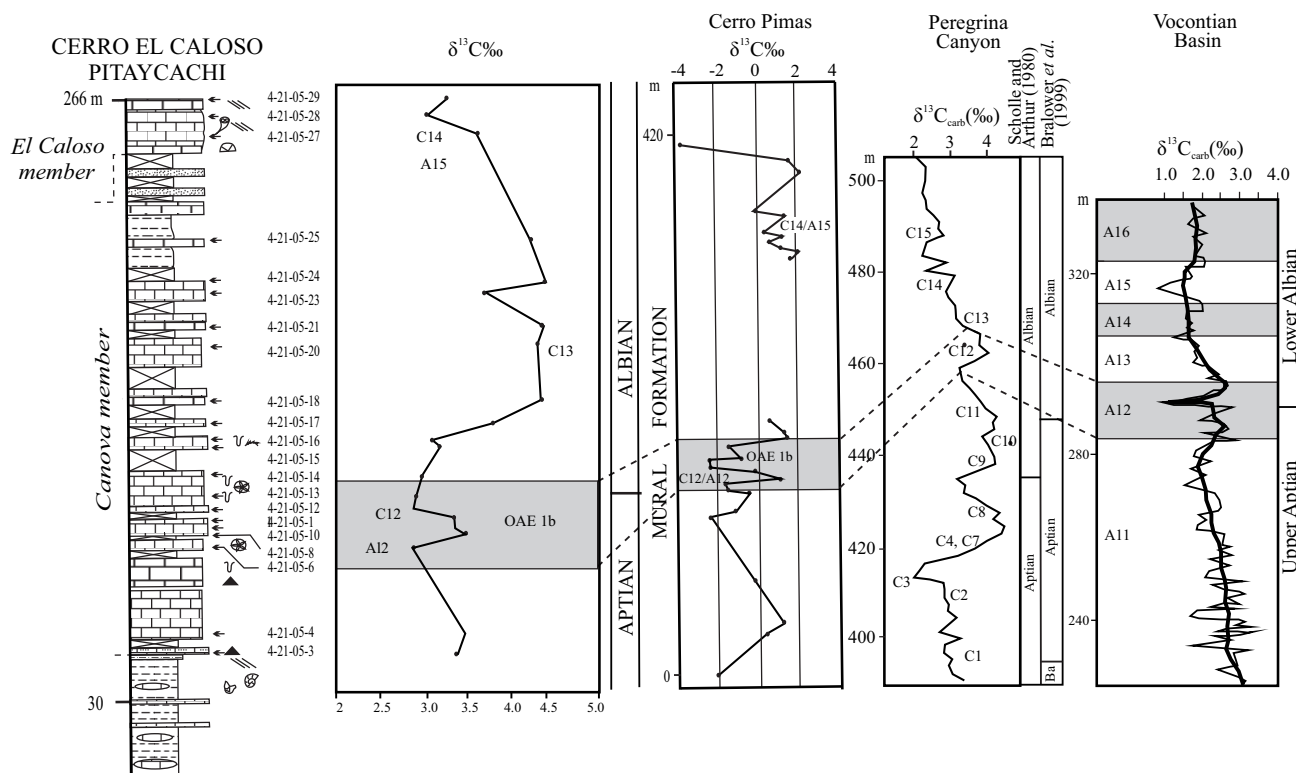 CERRO EL CALOSO
PITAYCACHI
266 m
El Caloso
member
Canova member
30
4-21-05-29
4-21-05-28
4-21-05-27
4-21-05-25
4-21-05-24
4-21-05-23
4-21-05-21
4-21-05-20
4-21-05-18
4-21-05-17
4-21-05-16
4-21-05-15
4-21-05-14
4-21-05-13
4-21-05-12
4-21-05-1
4-21-05-10
4-21-05-8
4-21-05-6
4-21-05-4
4-21-05-3
δ¹³C‰
C14
A15
C13
C12
OAE 1b
Al2
2 2.5 3.0 3.5 4.0 4.5 5.0
ALBIAN
APTIAN
MURAL FORMATION
Cerro Pimas
δ¹³C‰
-4 -2 0 2 4
m
420
C14/A15
OAE 1b
C12/A12
0
Peregrina
Canyon
δ¹³Ccarb(‰)
2 3 4
m
500
480
460
440
420
400
C15
C14
C13
C12
C11
C10
C9
C8
C4, C7
C3
C2
C1
Scholle and
Arthur (1980)
Bralower et al.
(1999)
Albian
Aptian
Albian
Aptian
Ba
Vocontian
Basin
δ¹³Ccarb(‰)
1.0 2.0 3.0 4.0
m
320
280
240
A16
A15
A14
A13
A12
A11
Lower Albian
Upper Aptian